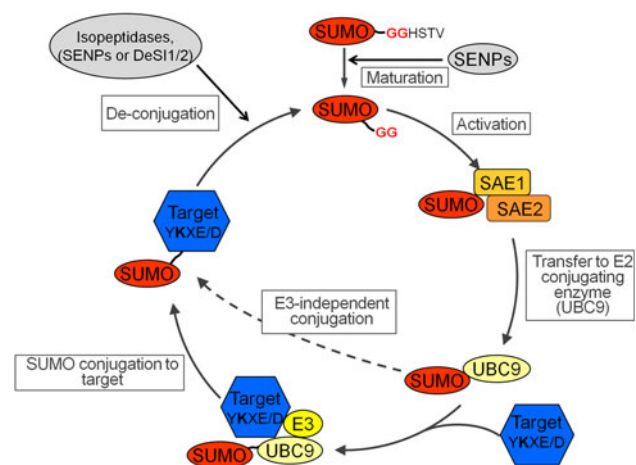 Isopeptidases,
(SENPs or DeSI1/2)
SUMO GGHSTV
SENPs
Maturation
De-conjugation
SUMO
GG
Activation
SAE1
SUMO
SAE2
Target
YKXE/D
SUMO
Transfer to E2
conjugating
enzyme
(UBC9)
E3-independent
conjugation
SUMO conjugation to
target
UBC9
SUMO
Target
YKXE/D
E3
SUMO
UBC9
Target
YKXE/D